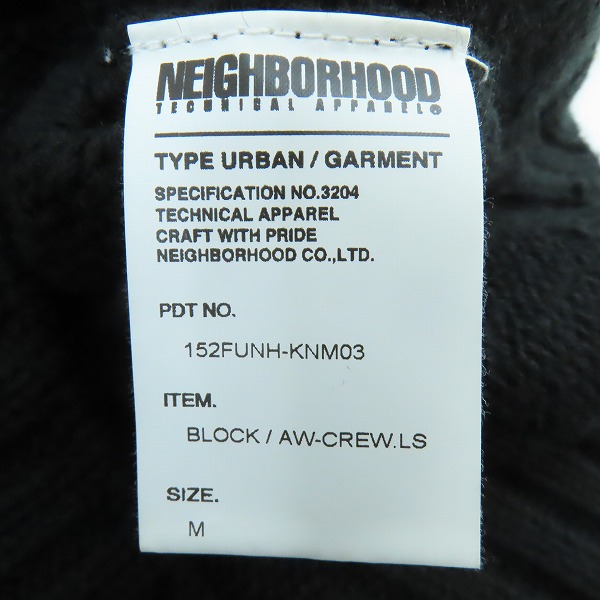 NEIGHBORHOOD
TECHNICAL APPAREL®
TYPE URBAN / GARMENT
SPECIFICATION NO.3204
TECHNICAL APPAREL
CRAFT WITH PRIDE
NEIGHBORHOOD CO.,LTD.
PDT NO.
152FUNH-KNM03
ITEM.
BLOCK / AW-CREW.LS
SIZE.
M